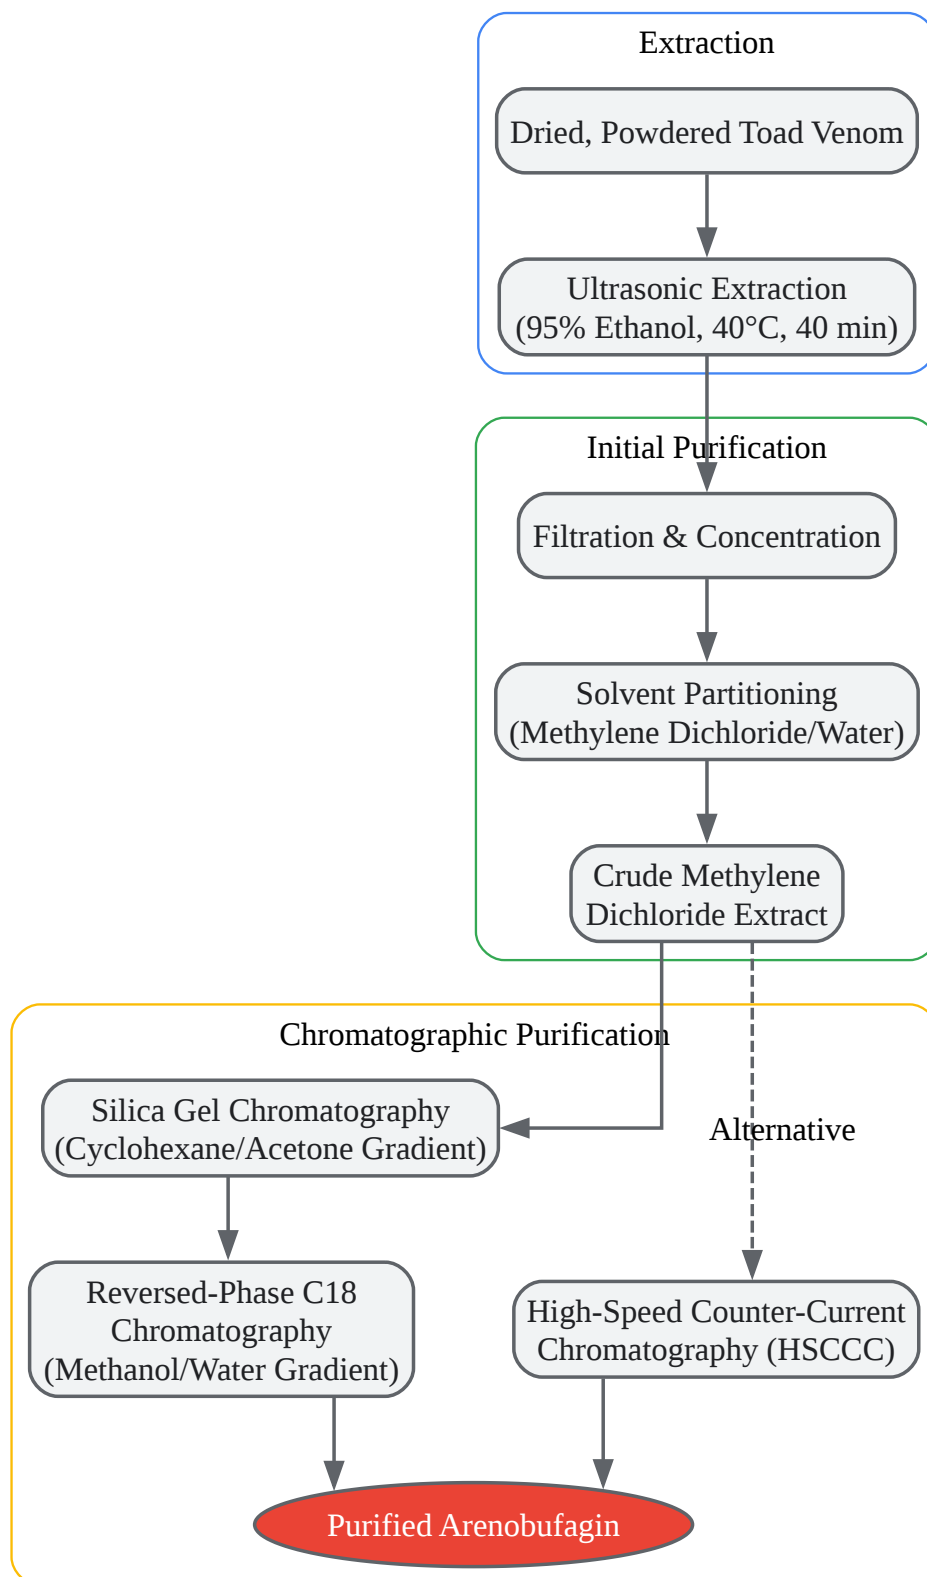 Extraction
Dried, Powdered Toad Venom
Ultrasonic Extraction
(95% Ethanol, 40°C, 40 min)
Initial Purification
Filtration & Concentration
Solvent Partitioning
(Methylene Dichloride/Water)
Crude Methylene
Dichloride Extract
Chromatographic Purification
Silica Gel Chromatography
(Cyclohexane/Acetone Gradient)
Alternative
Reversed-Phase C18
Chromatography
(Methanol/Water Gradient)
High-Speed Counter-Current
Chromatography (HSCCC)
Purified Arenobufagin